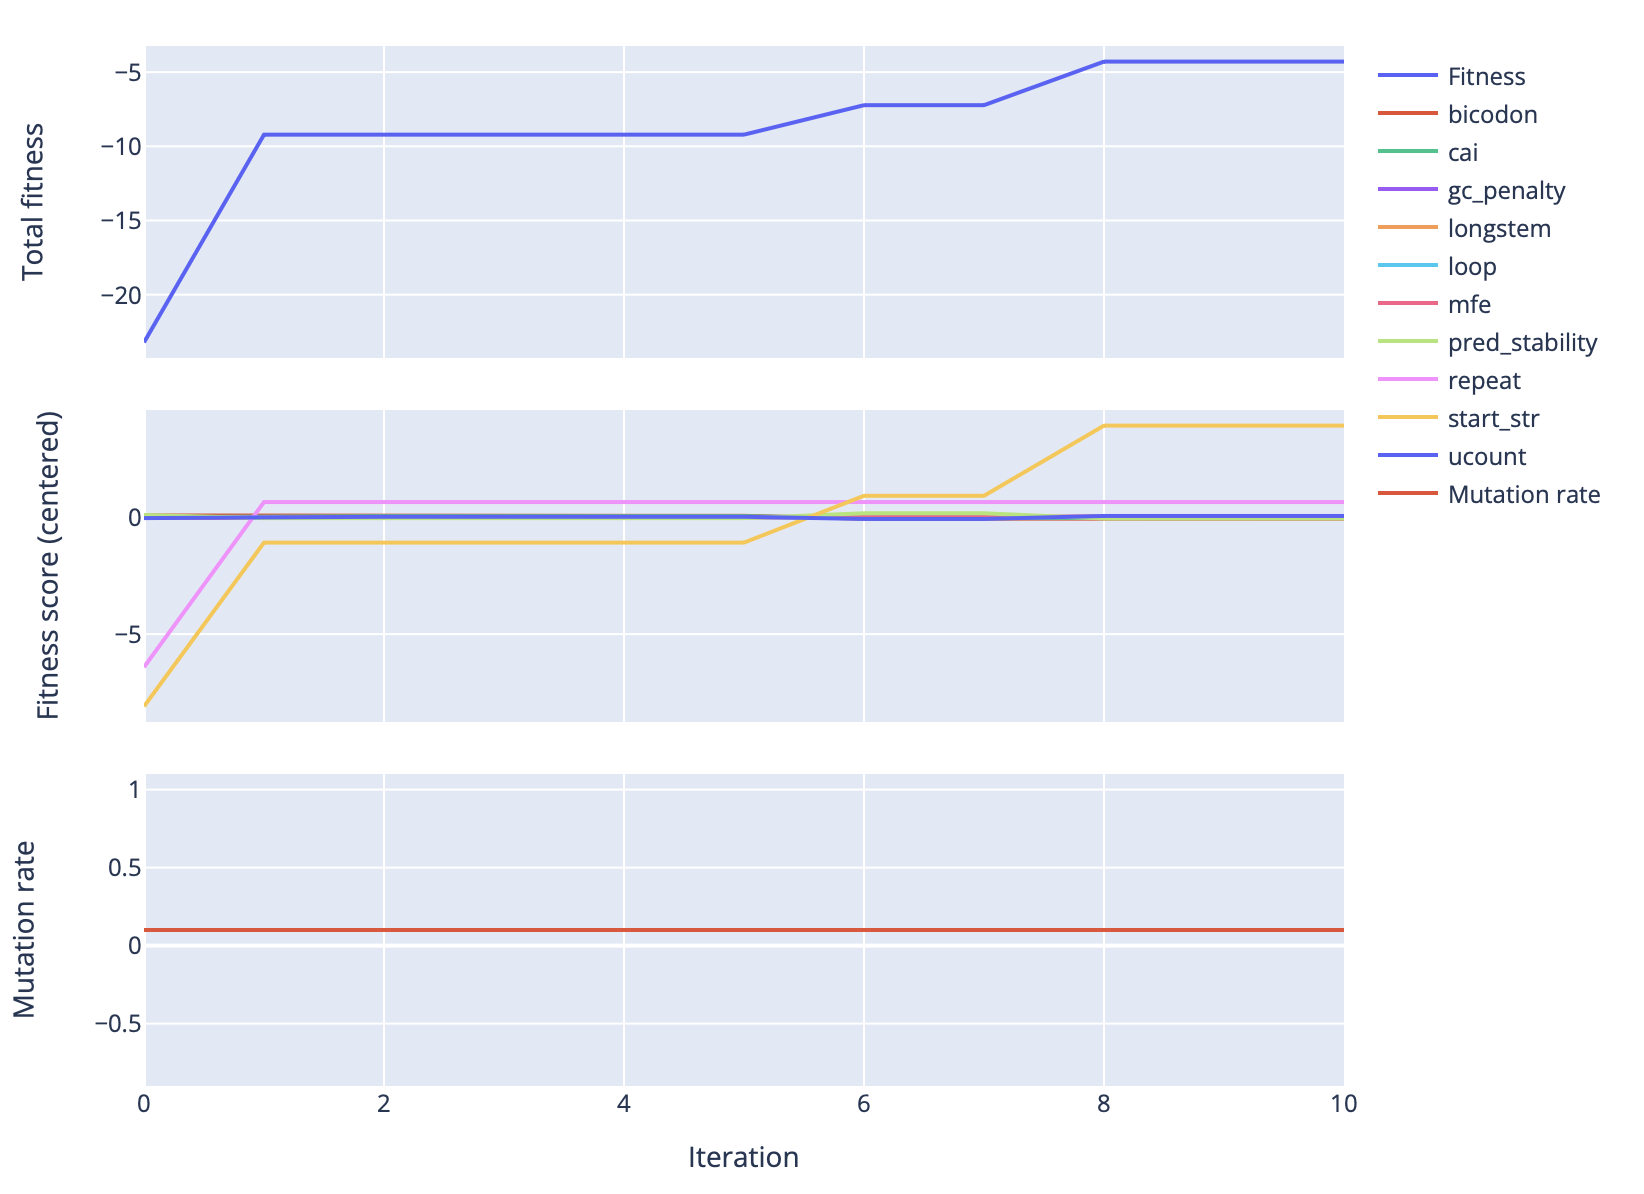 Total fitness
−5
−10
−15
−20
Fitness score (centered)
0
−5
Mutation rate
1
0.5
0
−0.5
0
2
4
6
8
10
Iteration
Fitness
bicodon
cai
gc_penalty
longstem
loop
mfe
pred_stability
repeat
start_str
ucount
Mutation rate